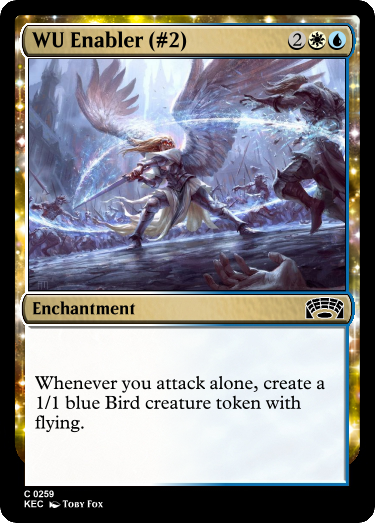 WU Enabler (#2) 2
Enchantment
Whenever you attack alone, create a
1/1 blue Bird creature token with
flying.
C 0259
KEC Toby Fox